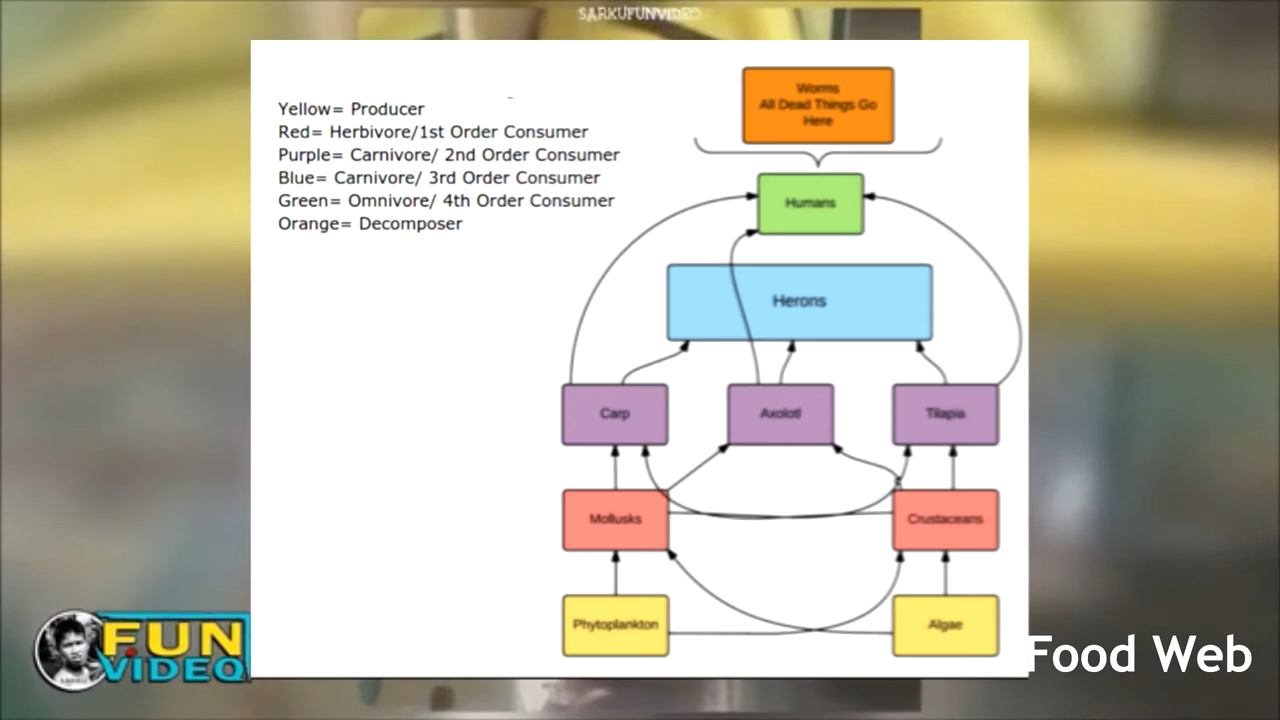 SARKUFUNVIDEO
Yellow= Producer
Red= Herbivore/1st Order Consumer
Purple= Carnivore/ 2nd Order Consumer
Blue= Carnivore/ 3rd Order Consumer
Green= Omnivore/ 4th Order Consumer
Orange= Decomposer
Worms
All Dead Things Go
Here
Humans
Herons
Carp
Axolotl
Tilapia
Mollusks
Crustaceans
Phytoplankton
Algae
FUN
VIDEO
Food Web